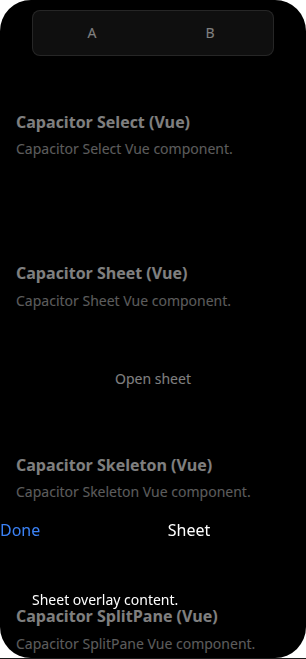 A B
Capacitor Select (Vue)
Capacitor Select Vue component.
Capacitor Sheet (Vue)
Capacitor Sheet Vue component.
Open sheet
Capacitor Skeleton (Vue)
Capacitor Skeleton Vue component.
Done Sheet
Sheet overlay content.
Capacitor SplitPane (Vue)
Capacitor SplitPane Vue component.